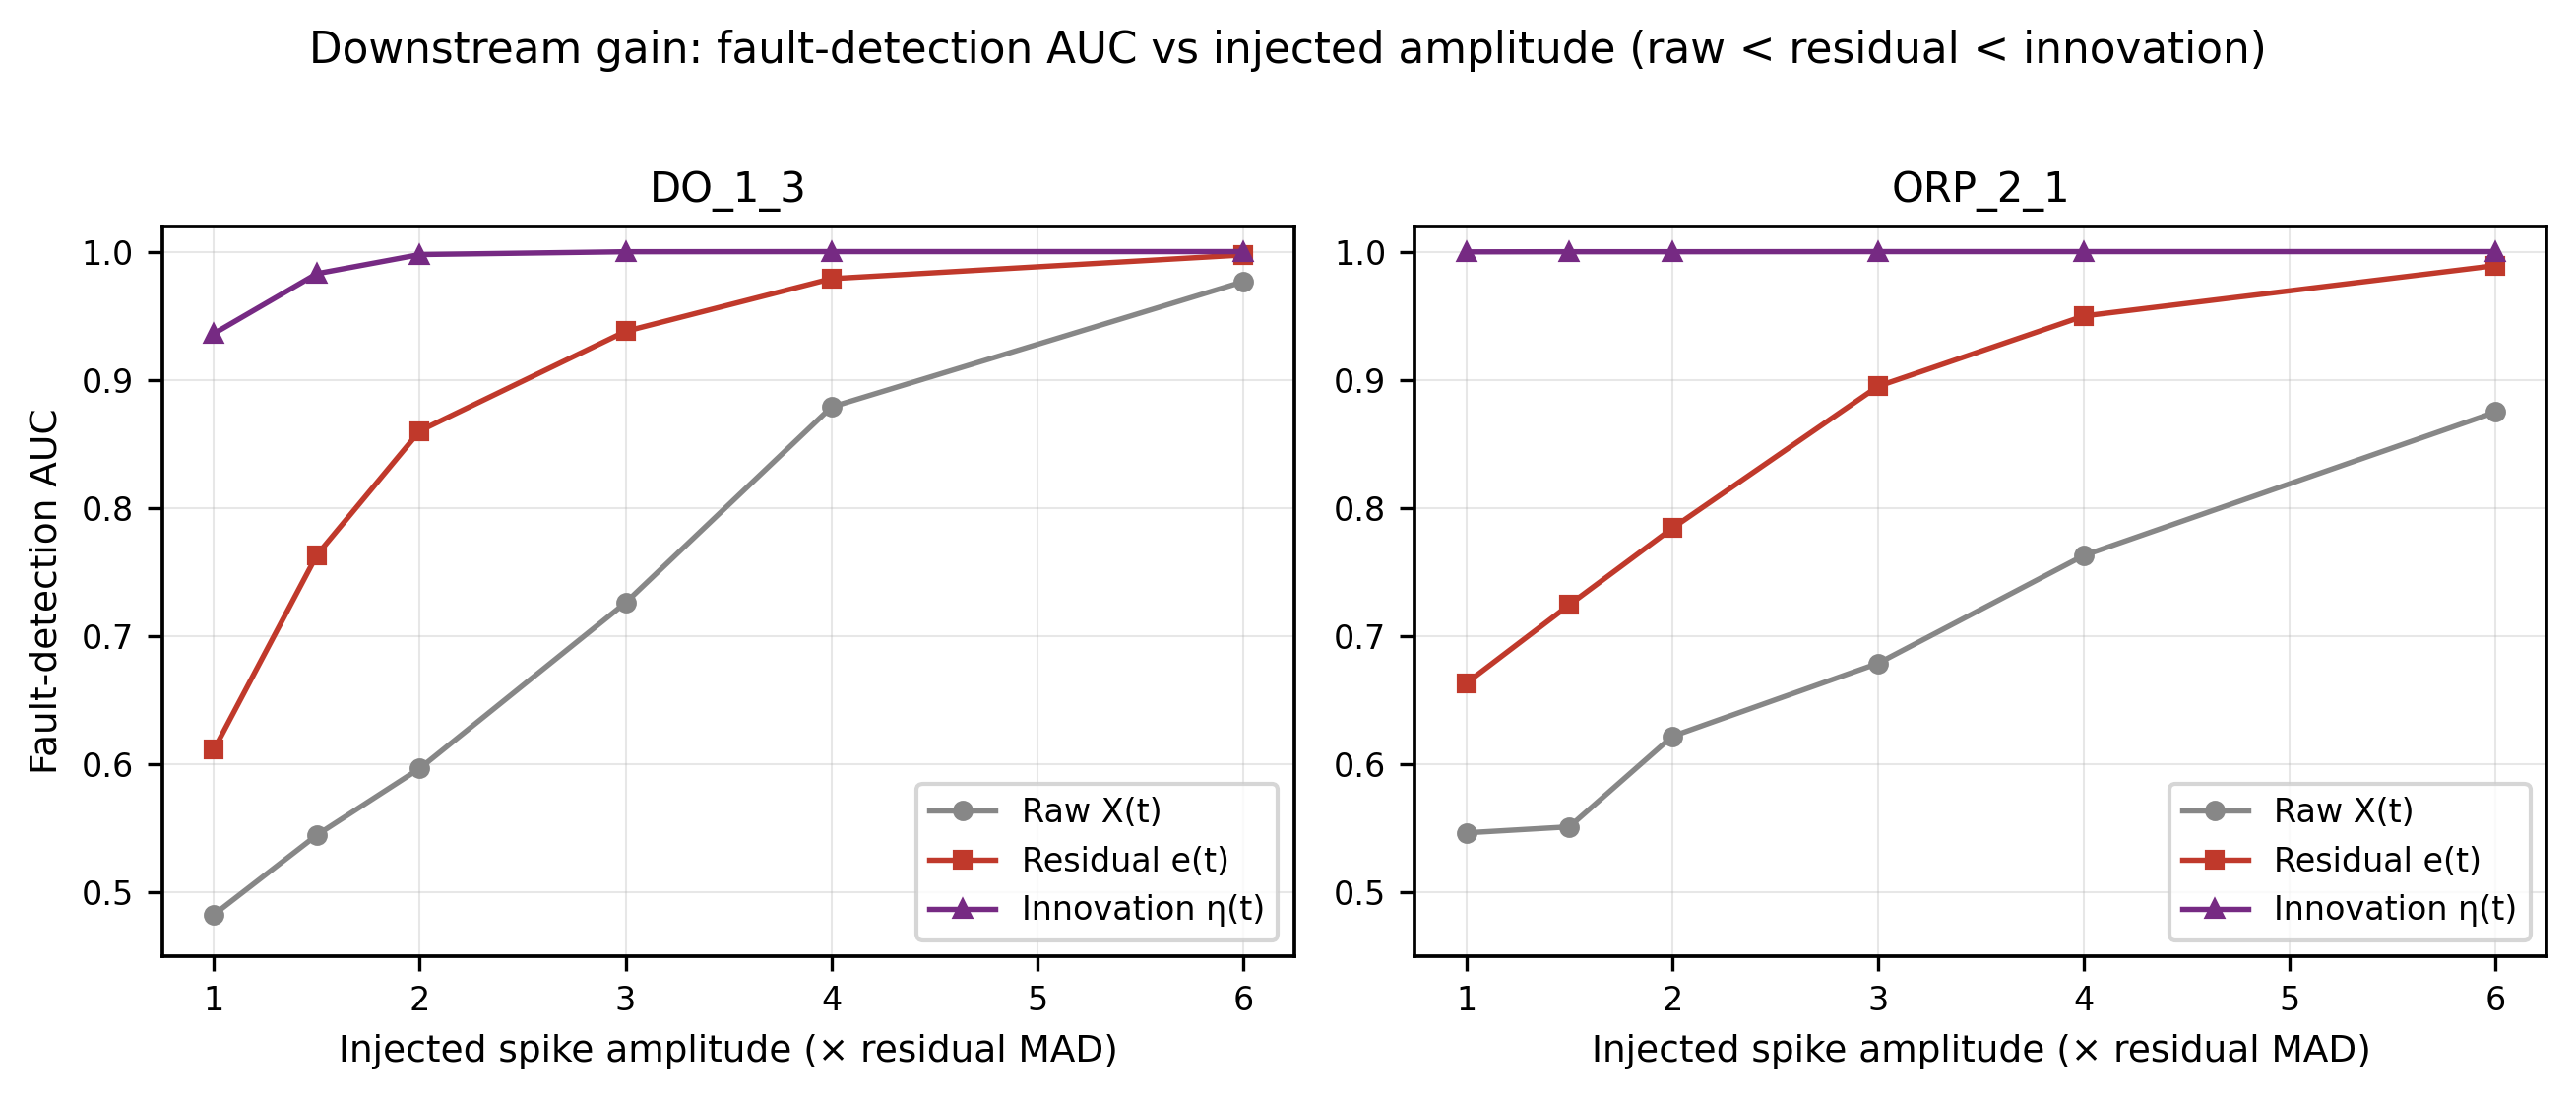 Downstream gain: fault-detection AUC vs injected amplitude (raw < residual < innovation)
DO_1_3
1.0
0.9
0.8
0.7
0.6
0.5
Fault-detection AUC
Raw X(t)
Residual e(t)
Innovation η(t)
1 2 3 4 5 6
Injected spike amplitude (× residual MAD)
ORP_2_1
1.0
0.9
0.8
0.7
0.6
0.5
Raw X(t)
Residual e(t)
Innovation η(t)
1 2 3 4 5 6
Injected spike amplitude (× residual MAD)